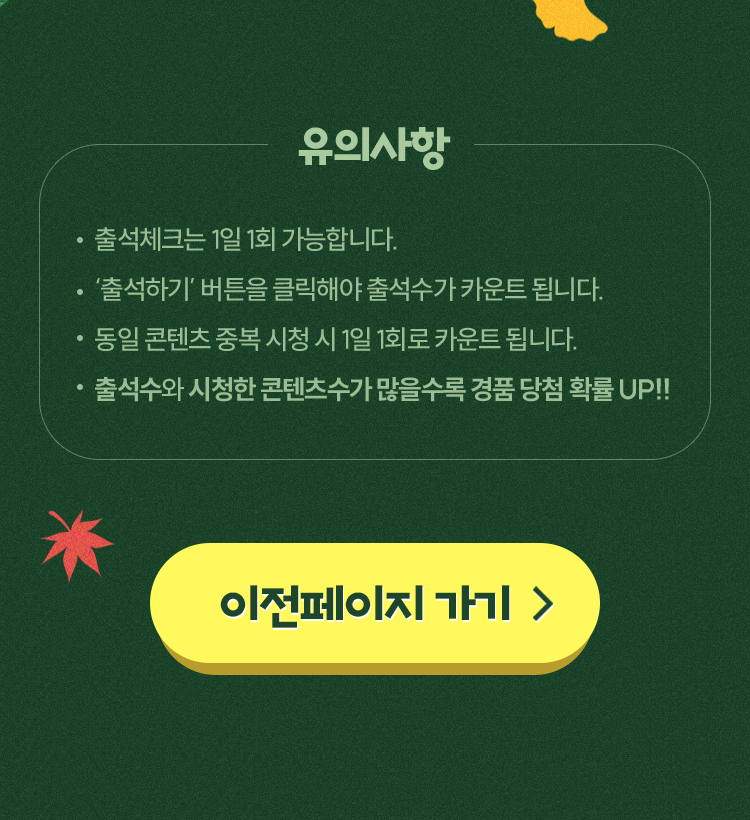 유의사항
• 출석체크는 1일 1회 가능합니다.
• ‘출석하기’ 버튼을 클릭해야 출석수가 카운트 됩니다.
• 동일 콘텐츠 중복 시청 시 1일 1회로 카운트 됩니다.
• 출석수와 시청한 콘텐츠수가 많을수록 경품 당첨 확률 UP!!
이전페이지 가기 >